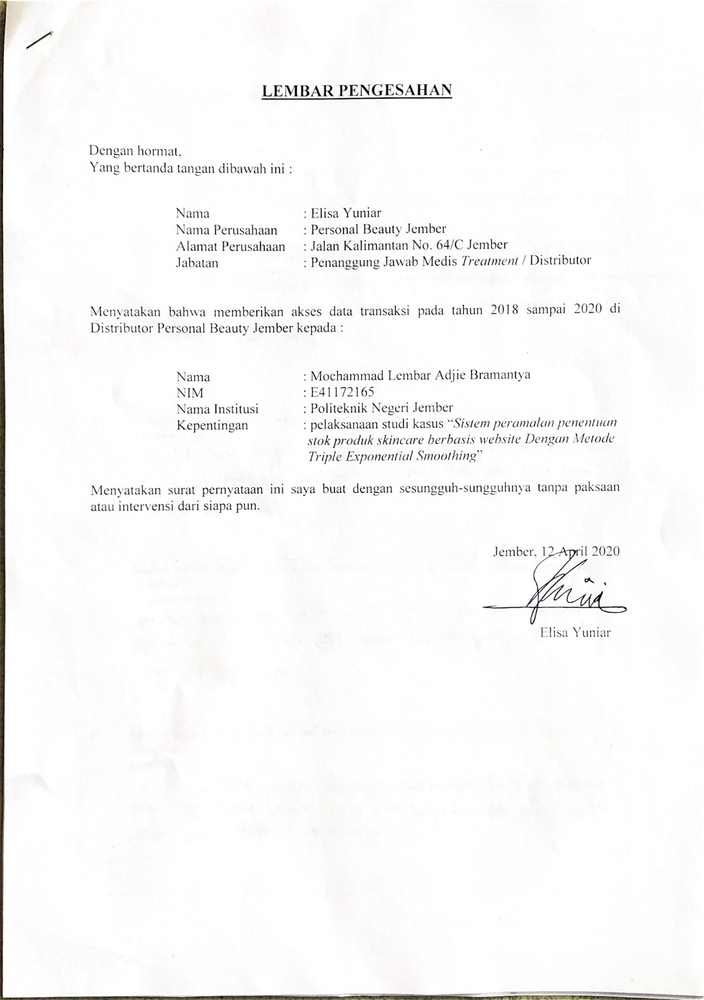 LEMBAR PENGESAHAN
Dengan hormat,
Yang bertanda tangan dibawah ini :
Nama : Elisa Yuniar
Nama Perusahaan : Personal Beauty Jember
Alamat Perusahaan : Jalan Kalimantan No. 64/C Jember
Jabatan : Penanggung Jawab Medis Treatment / Distributor
Menyatakan bahwa memberikan akses data transaksi pada tahun 2018 sampai 2020 di
Distributor Personal Beauty Jember kepada :
Nama : Mochammad Lembar Adjie Bramantya
NIM : E41172165
Nama Institusi : Politeknik Negeri Jember
Kepentingan : pelaksanaan studi kasus “Sistem peramalan penentuan
stok produk skincare berbasis website Dengan Metode
Triple Exponential Smoothing”
Menyatakan surat pernyataan ini saya buat dengan sesungguh-sungguhnya tanpa paksaan
atau intervensi dari siapa pun.
Jember, 12 April 2020
Elisa Yuniar